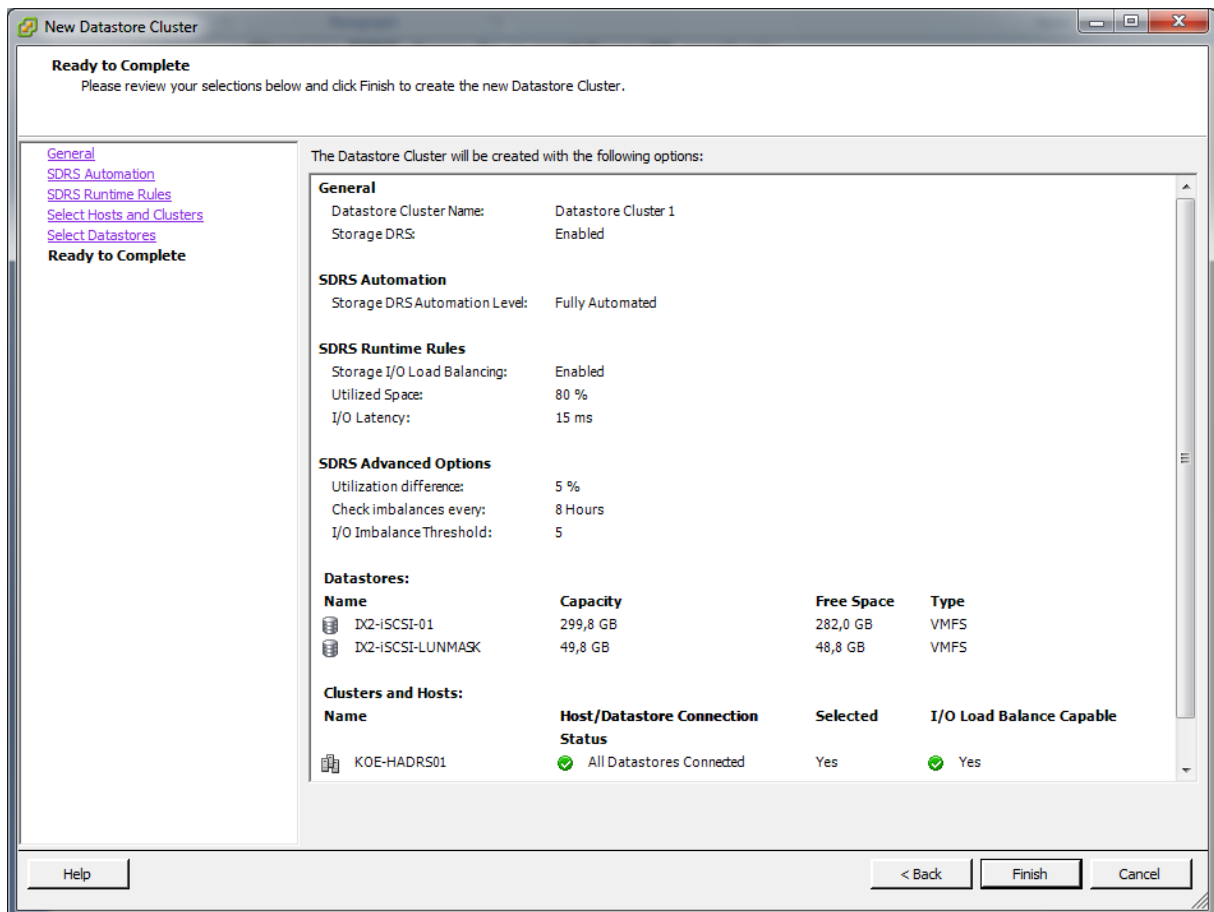 New Datastore Cluster
Ready to Complete
Please review your selections below and click Finish to create the new Datastore Cluster.
General
SDRS Automation
SDRS Runtime Rules
Select Hosts and Clusters
Select Datastores
Ready to Complete
The Datastore Cluster will be created with the following options:
General
Datastore Cluster Name: Datastore Cluster 1
Storage DRS: Enabled
SDRS Automation
Storage DRS Automation Level: Fully Automated
SDRS Runtime Rules
Storage I/O Load Balancing: Enabled
Utilized Space: 80 %
I/O Latency: 15 ms
SDRS Advanced Options
Utilization difference: 5 %
Check imbalances every: 8 Hours
I/O Imbalance Threshold: 5
Datastores:
Name Capacity Free Space Type
IX2-iSCSI-01 299,8 GB 282,0 GB VMFS
IX2-iSCSI-LUNMASK 49,8 GB 48,8 GB VMFS
Clusters and Hosts:
Name Host/Datastore Connection Status Selected I/O Load Balance Capable
KOE-HADRS01 All Datastores Connected Yes Yes
Help < Back Finish Cancel